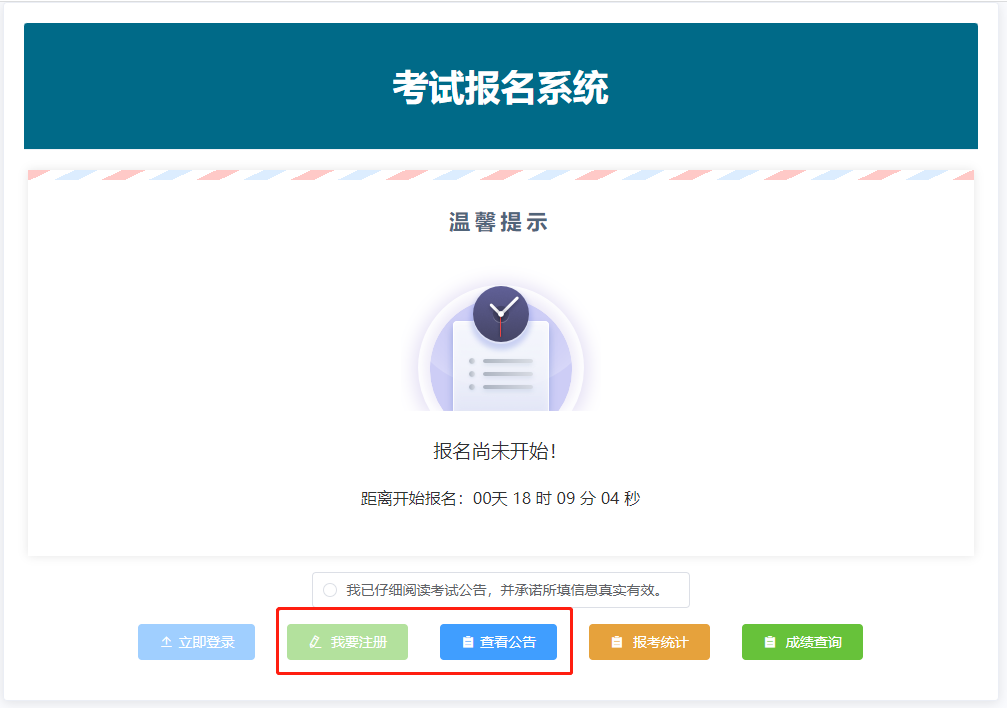 考试报名系统
温馨提示
报名尚未开始！
距离开始报名：00天 18 时 09 分 04 秒
我已仔细阅读考试公告，并承诺所填信息真实有效。
立即登录 我要注册 查看公告 报考统计 成绩查询